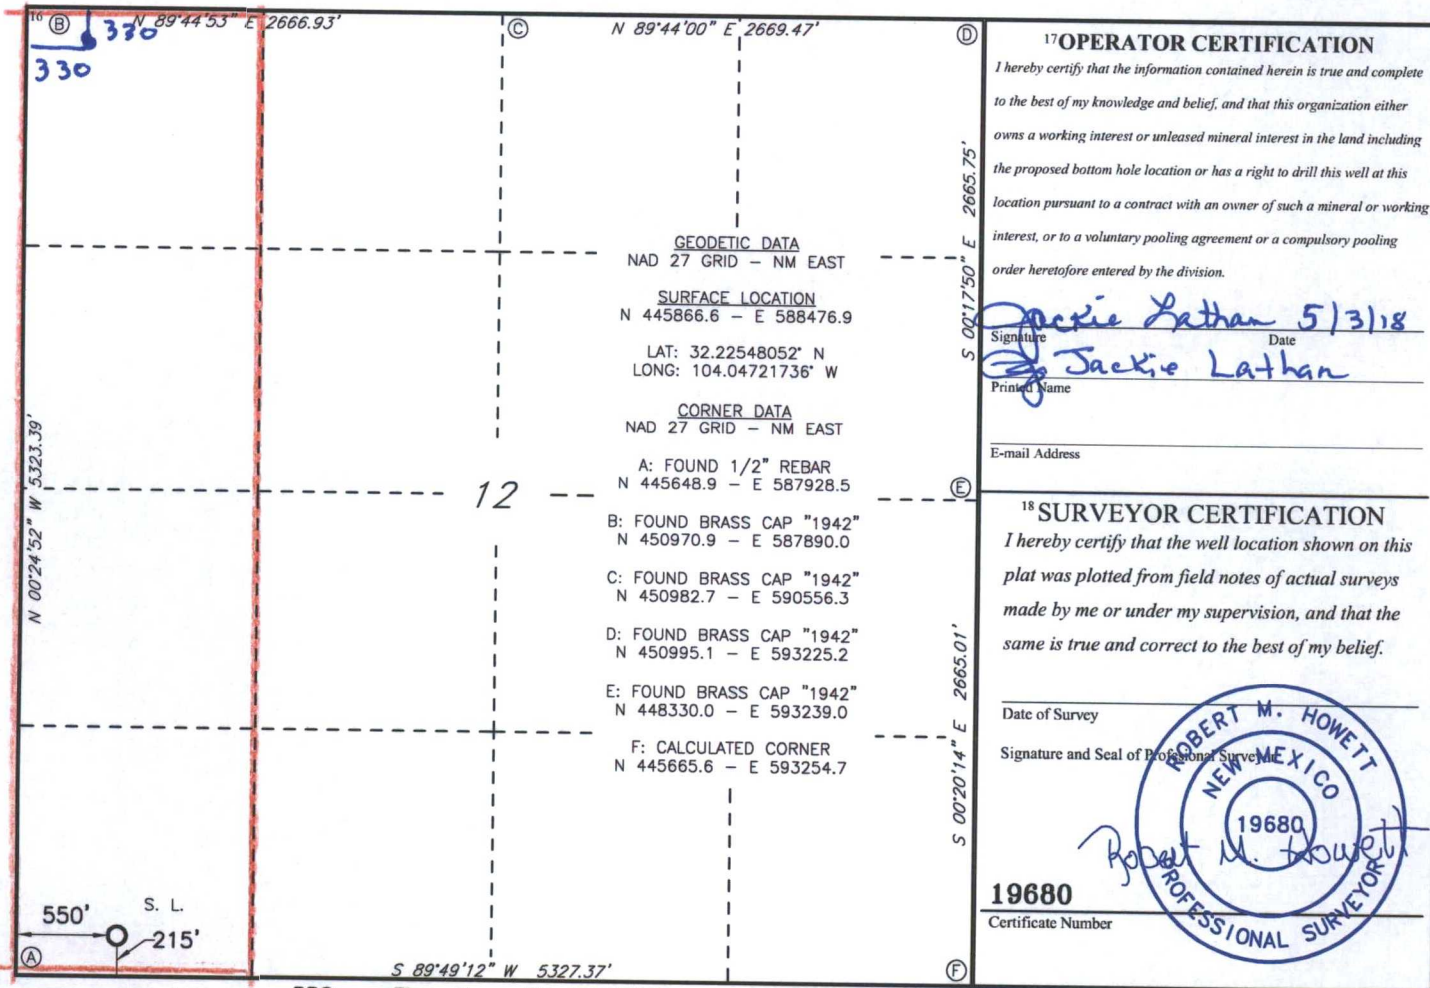 16 Ⓑ N 89°44'53" E 2666.93' Ⓒ N 89°44'00" E 2669.47' Ⓓ
330
330
N 00°24'52" W 5323.39'
12
GEODETIC DATA
NAD 27 GRID – NM EAST
SURFACE LOCATION
N 445866.6 – E 588476.9
LAT: 32.22548052° N
LONG: 104.04721736° W
CORNER DATA
NAD 27 GRID – NM EAST
A: FOUND 1/2" REBAR
N 445648.9 – E 587928.5
B: FOUND BRASS CAP "1942"
N 450970.9 – E 587890.0
C: FOUND BRASS CAP "1942"
N 450982.7 – E 590556.3
D: FOUND BRASS CAP "1942"
N 450995.1 – E 593225.2
E: FOUND BRASS CAP "1942"
N 448330.0 – E 593239.0
F: CALCULATED CORNER
N 445665.6 – E 593254.7
S 00°17'50" E 2665.75'
Ⓔ
S 00°20'14" E 2665.01'
550' S. L.
215'
Ⓐ S 89°49'12" W 5327.37' Ⓕ
17 OPERATOR CERTIFICATION
I hereby certify that the information contained herein is true and complete
to the best of my knowledge and belief, and that this organization either
owns a working interest or unleased mineral interest in the land including
the proposed bottom hole location or has a right to drill this well at this
location pursuant to a contract with an owner of such a mineral or working
interest, or to a voluntary pooling agreement or a compulsory pooling
order heretofore entered by the division.
Jackie Lathan 5/3/18
Signature Date
Jackie Lathan
Printed Name
E-mail Address
18 SURVEYOR CERTIFICATION
I hereby certify that the well location shown on this
plat was plotted from field notes of actual surveys
made by me or under my supervision, and that the
same is true and correct to the best of my belief.
Date of Survey
Signature and Seal of Professional Surveyor
ROBERT M. HOWETT
NEW MEXICO
19680
PROFESSIONAL SURVEYOR
Robert M. Howett
19680
Certificate Number